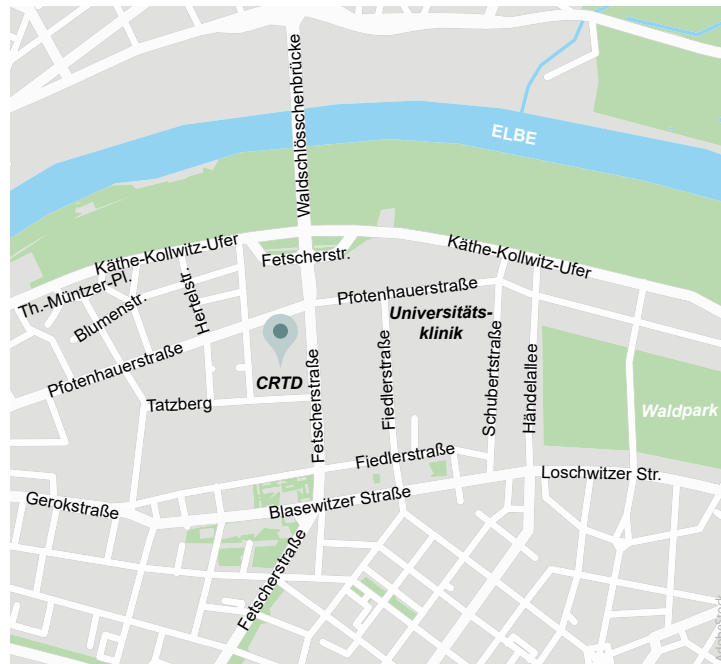 Waldschlösschenbrücke
ELBE
Käthe-Kollwitz-Ufer
Fetscherstr.
Käthe-Kollwitz-Ufer
Th.-Müntzer-Pl.
Blumenstr.
Hertelstr.
Pfotenhauerstraße
Universitäts-
klinik
Pfotenhauerstraße
CRTD
Tatzberg
Fetscherstraße
Fiedlerstraße
Schubertstraße
Händelallee
Waldpark
Fiedlerstraße
Loschwitzer Str.
Gerokstraße
Blasewitzer Straße
Fetscherstraße
AdobeStock